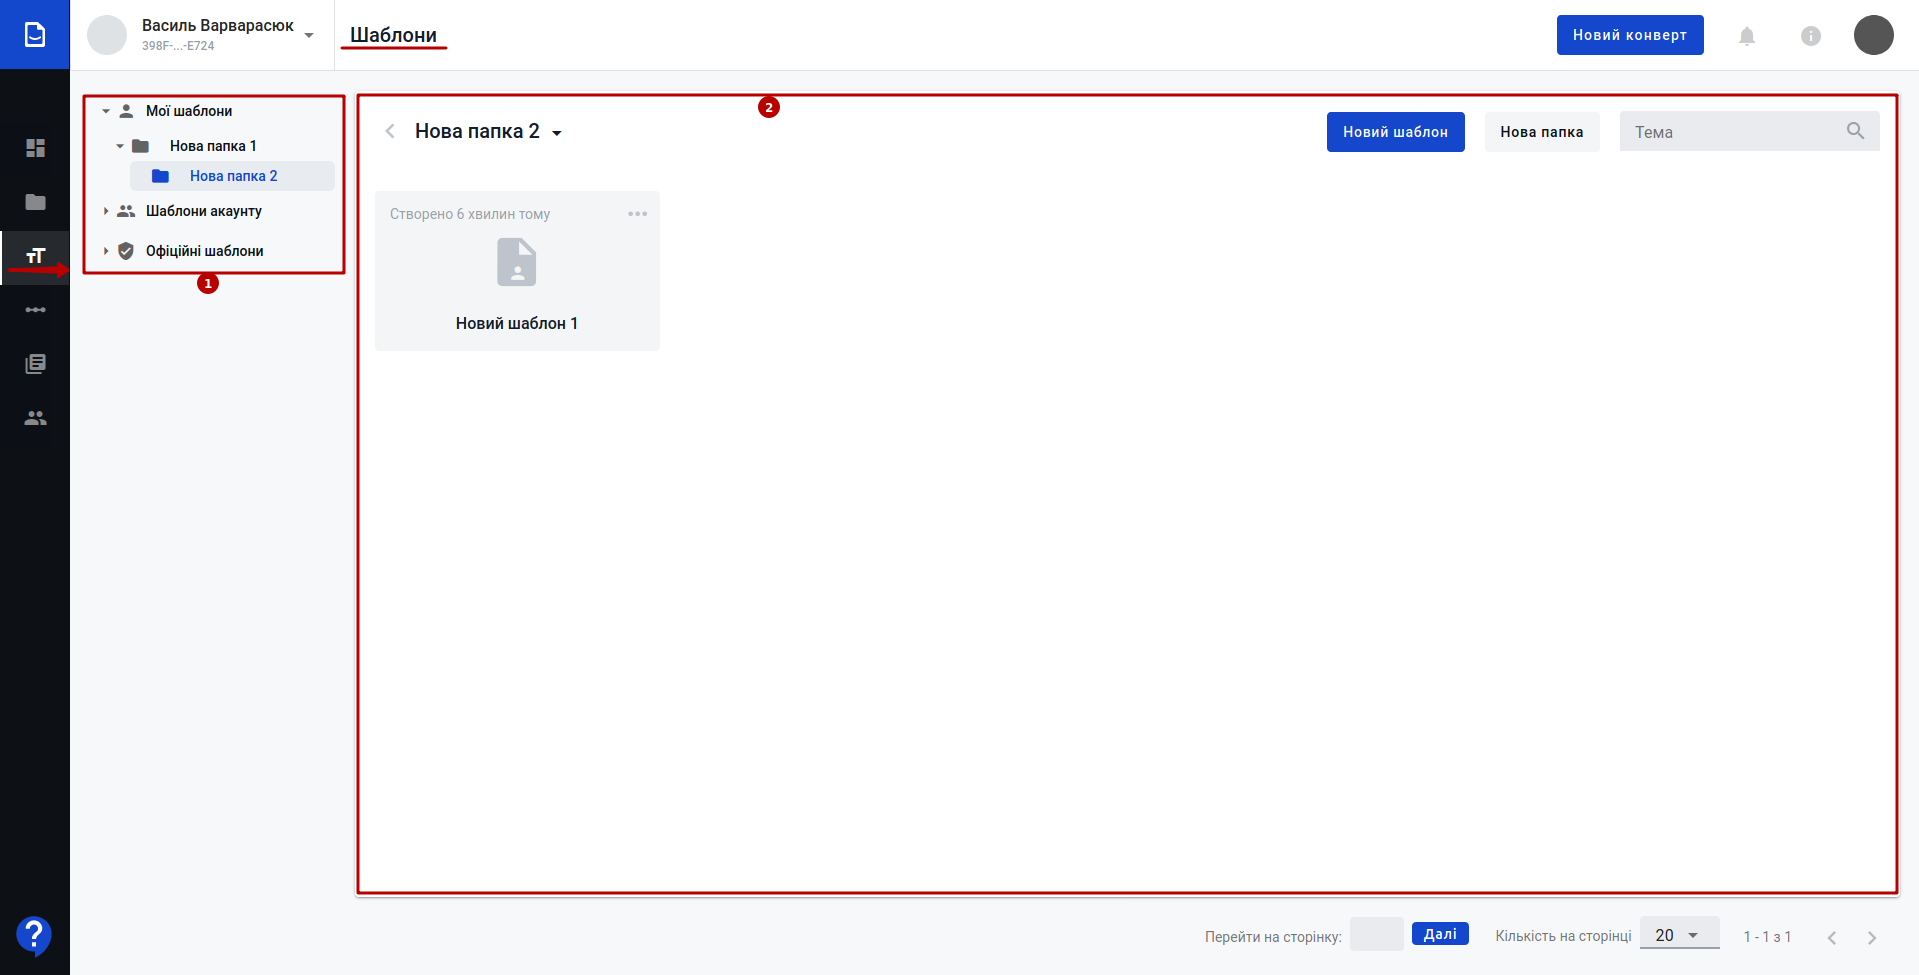 Василь Варварасюк
398F-...-E724
Шаблони
Новий конверт
Мої шаблони
Нова папка 1
Нова папка 2
Шаблони акаунту
Офіційні шаблони
1
2
Нова папка 2
Новий шаблон
Нова папка
Тема
Створено 6 хвилин тому
Новий шаблон 1
Перейти на сторінку:
Далі
Кількість на сторінці
20
1 - 1 з 1